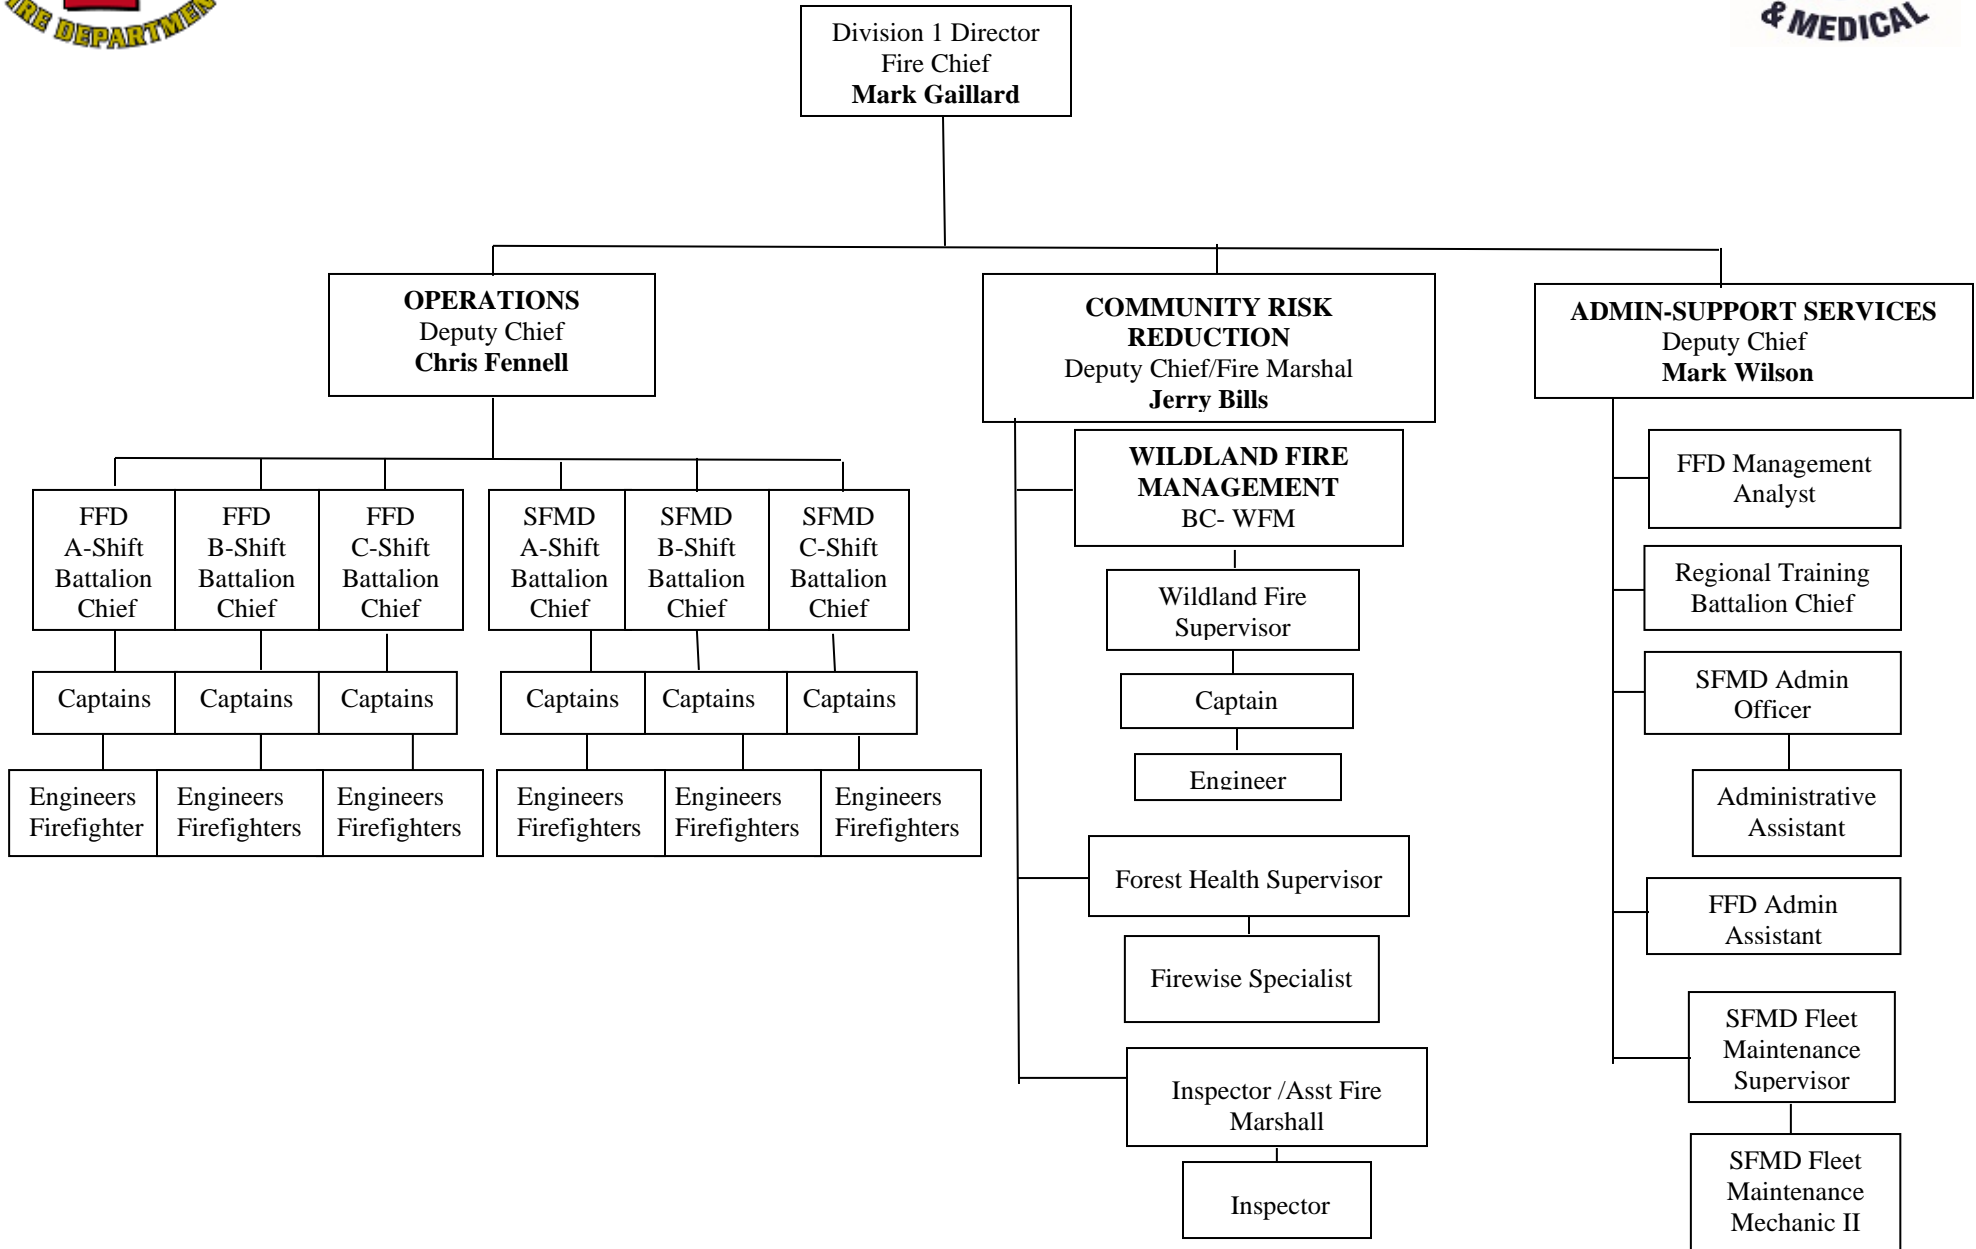 FIRE DEPARTMENT
& MEDICAL
Division 1 Director
Fire Chief
Mark Gaillard
OPERATIONS
Deputy Chief
Chris Fennell
COMMUNITY RISK
REDUCTION
Deputy Chief/Fire Marshal
Jerry Bills
ADMIN-SUPPORT SERVICES
Deputy Chief
Mark Wilson
FFD
A-Shift
Battalion
Chief
FFD
B-Shift
Battalion
Chief
FFD
C-Shift
Battalion
Chief
SFMD
A-Shift
Battalion
Chief
SFMD
B-Shift
Battalion
Chief
SFMD
C-Shift
Battalion
Chief
Captains
Captains
Captains
Captains
Captains
Captains
Engineers
Firefighter
Engineers
Firefighters
Engineers
Firefighters
Engineers
Firefighters
Engineers
Firefighters
Engineers
Firefighters
WILDLAND FIRE
MANAGEMENT
BC- WFM
Wildland Fire
Supervisor
Captain
Engineer
Forest Health Supervisor
Firewise Specialist
Inspector /Asst Fire
Marshall
Inspector
FFD Management
Analyst
Regional Training
Battalion Chief
SFMD Admin
Officer
Administrative
Assistant
FFD Admin
Assistant
SFMD Fleet
Maintenance
Supervisor
SFMD Fleet
Maintenance
Mechanic II